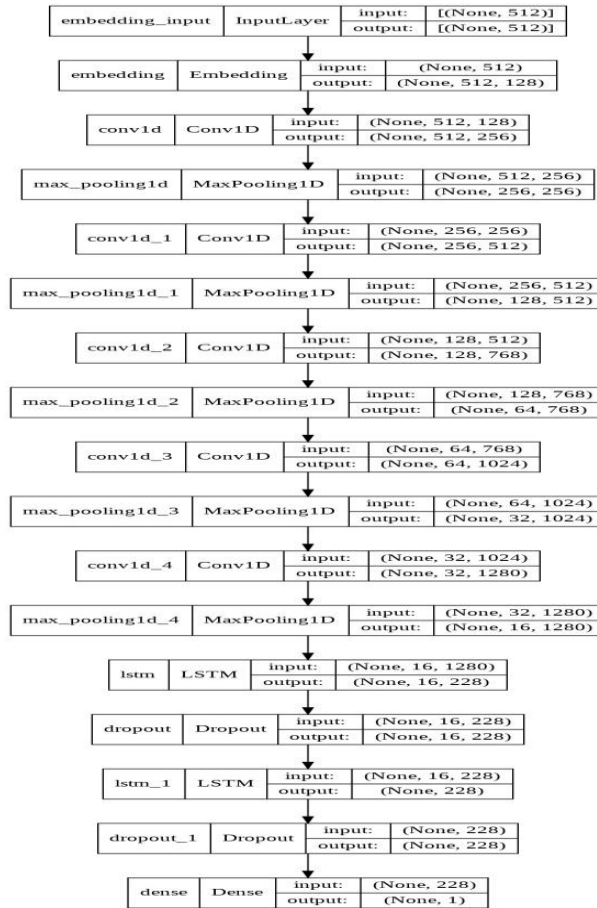 embedding_input InputLayer input: [(None, 512)]
output: [(None, 512)]
embedding Embedding input: (None, 512)
output: (None, 512, 128)
conv1d Conv1D input: (None, 512, 128)
output: (None, 512, 256)
max_pooling1d MaxPooling1D input: (None, 512, 256)
output: (None, 256, 256)
conv1d_1 Conv1D input: (None, 256, 256)
output: (None, 256, 512)
max_pooling1d_1 MaxPooling1D input: (None, 256, 512)
output: (None, 128, 512)
conv1d_2 Conv1D input: (None, 128, 512)
output: (None, 128, 768)
max_pooling1d_2 MaxPooling1D input: (None, 128, 768)
output: (None, 64, 768)
conv1d_3 Conv1D input: (None, 64, 768)
output: (None, 64, 1024)
max_pooling1d_3 MaxPooling1D input: (None, 64, 1024)
output: (None, 32, 1024)
conv1d_4 Conv1D input: (None, 32, 1024)
output: (None, 32, 1280)
max_pooling1d_4 MaxPooling1D input: (None, 32, 1280)
output: (None, 16, 1280)
lstm LSTM input: (None, 16, 1280)
output: (None, 16, 228)
dropout Dropout input: (None, 16, 228)
output: (None, 16, 228)
lstm_1 LSTM input: (None, 16, 228)
output: (None, 228)
dropout_1 Dropout input: (None, 228)
output: (None, 228)
dense Dense input: (None, 228)
output: (None, 1)